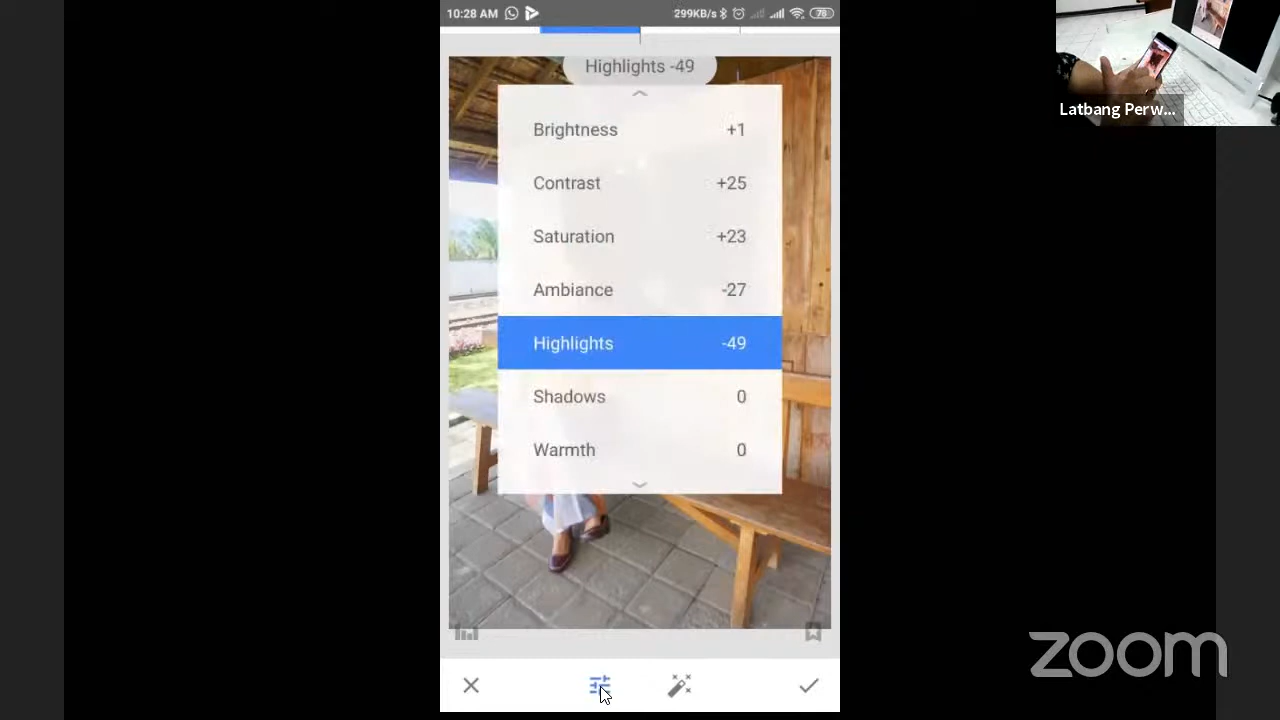 10:28 AM
299KB/s
78
Highlights -49
Brightness +1
Contrast +25
Saturation +23
Ambiance -27
Highlights -49
Shadows 0
Warmth 0
Latbang Perw...
zoom